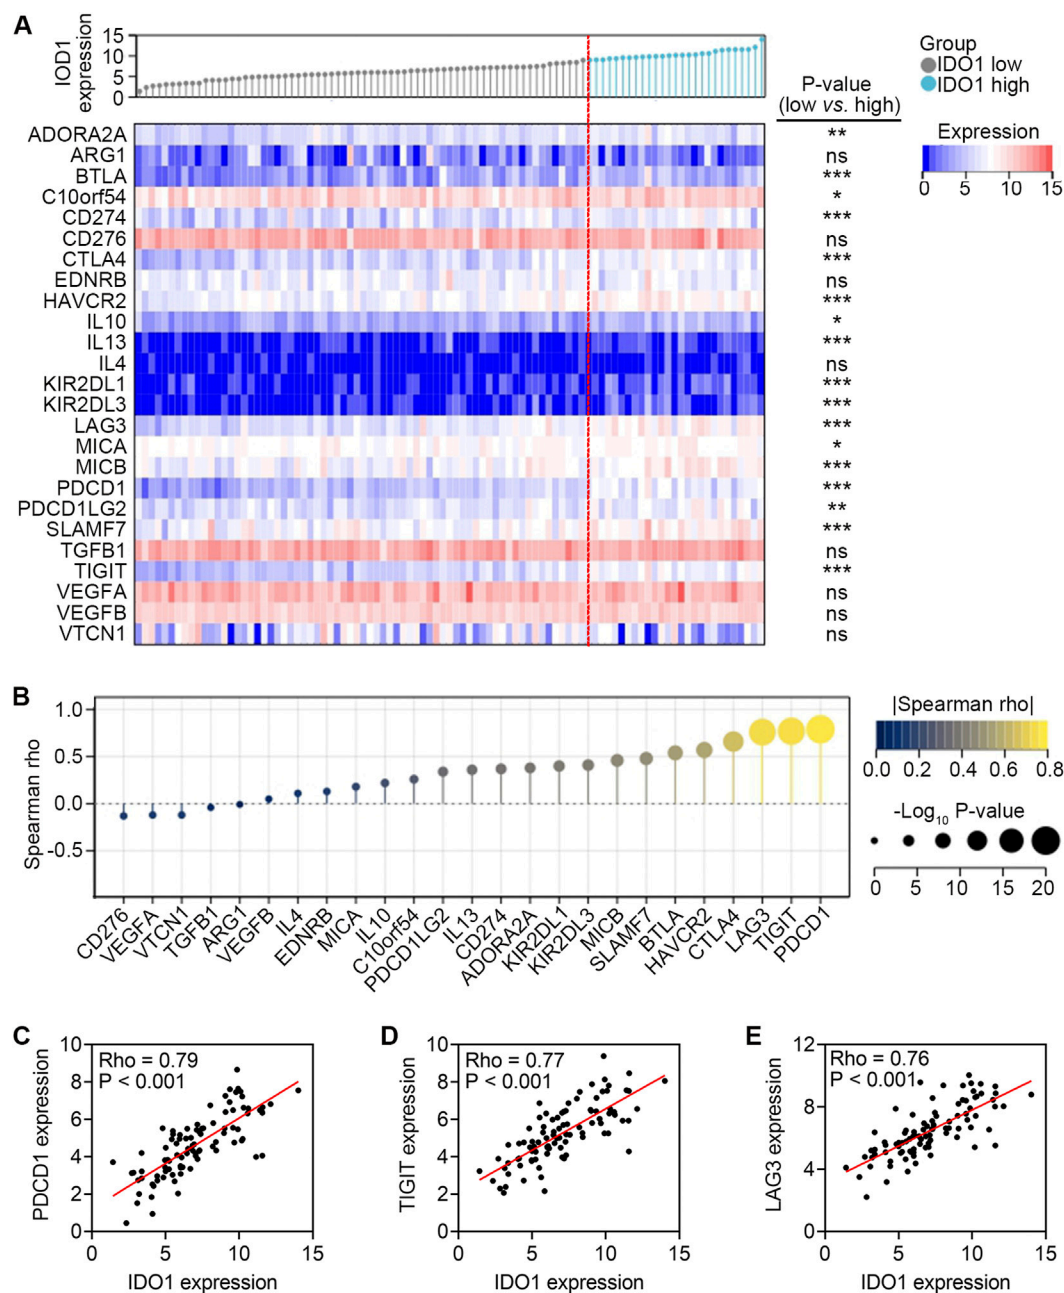 A
IOD1
expression
15
10
5
0
Group
IDO1 low
IDO1 high
P-value
(low vs. high)
Expression
0 5 10 15
ADORA2A **
ARG1 ns
BTLA ***
C10orf54 *
CD274 ***
CD276 ns
CTLA4 ***
EDNRB ns
HAVCR2 ***
IL10 *
IL13 ***
IL4 ns
KIR2DL1 ***
KIR2DL3 ***
LAG3 ***
MICA *
MICB ***
PDCD1 ***
PDCD1LG2 **
SLAMF7 ***
TGFB1 ns
TIGIT ***
VEGFA ns
VEGFB ns
VTCN1 ns
B
Spearman rho
1.0
0.5
0.0
-0.5
CD276
VEGFA
VTCN1
TGFB1
ARG1
VEGFB
IL4
EDNRB
MICA
IL10
C10orf54
PDCD1LG2
IL13
CD274
ADORA2A
KIR2DL1
KIR2DL3
MICB
SLAMF7
BTLA
HAVCR2
CTLA4
LAG3
TIGIT
PDCD1
|Spearman rho|
0.0 0.2 0.4 0.6 0.8
-Log10 P-value
0 5 10 15 20
C
PDCD1 expression
10
8
6
4
2
0
Rho = 0.79
P < 0.001
0 5 10 15
IDO1 expression
D
TIGIT expression
10
8
6
4
2
0
Rho = 0.77
P < 0.001
0 5 10 15
IDO1 expression
E
LAG3 expression
12
8
4
0
Rho = 0.76
P < 0.001
0 5 10 15
IDO1 expression